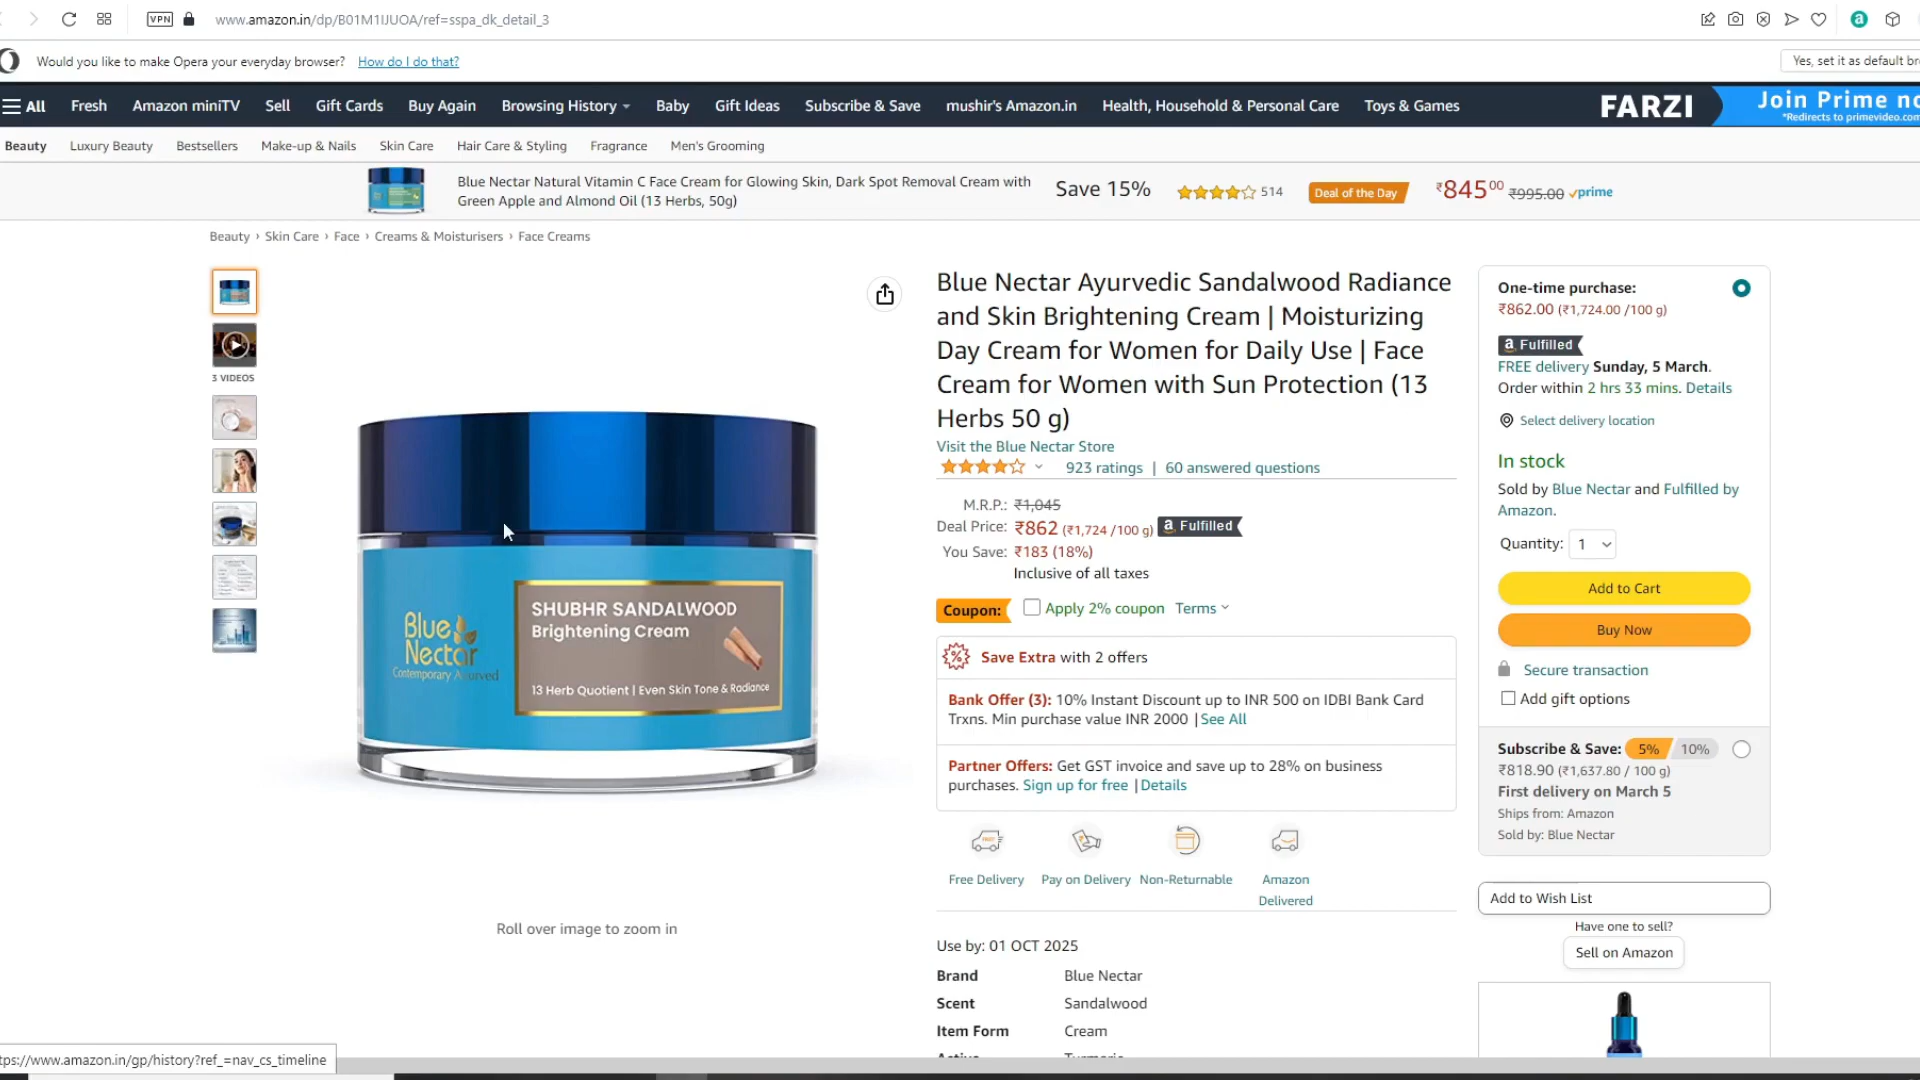 VPN
www.amazon.in/dp/B01M1IJUOA/ref=sspa_dk_detail_3
Would you like to make Opera your everyday browser? How do I do that?
Yes, set it as default bro
All Fresh Amazon miniTV Sell Gift Cards Buy Again Browsing History Baby Gift Ideas Subscribe & Save mushir's Amazon.in Health, Household & Personal Care Toys & Games
FARZI
Join Prime no
*Redirects to primevideo.com
Beauty Luxury Beauty Bestsellers Make-up & Nails Skin Care Hair Care & Styling Fragrance Men's Grooming
Blue Nectar Natural Vitamin C Face Cream for Glowing Skin, Dark Spot Removal Cream with
Green Apple and Almond Oil (13 Herbs, 50g)
Save 15%
514
Deal of the Day
₹845⁰⁰ ₹995.00 prime
Beauty › Skin Care › Face › Creams & Moisturisers › Face Creams
3 VIDEOS
Blue
Nectar
Contemporary Ayurved
SHUBHR SANDALWOOD
Brightening Cream
13 Herb Quotient | Even Skin Tone & Radiance
Roll over image to zoom in
Blue Nectar Ayurvedic Sandalwood Radiance
and Skin Brightening Cream | Moisturizing
Day Cream for Women for Daily Use | Face
Cream for Women with Sun Protection (13
Herbs 50 g)
Visit the Blue Nectar Store
923 ratings | 60 answered questions
M.R.P.: ₹1,045
Deal Price: ₹862 (₹1,724 /100 g) a Fulfilled
You Save: ₹183 (18%)
Inclusive of all taxes
Coupon: Apply 2% coupon Terms
Save Extra with 2 offers
Bank Offer (3): 10% Instant Discount up to INR 500 on IDBI Bank Card
Trxns. Min purchase value INR 2000 | See All
Partner Offers: Get GST invoice and save up to 28% on business
purchases. Sign up for free | Details
Free Delivery Pay on Delivery Non-Returnable Amazon
Delivered
Use by: 01 OCT 2025
Brand Blue Nectar
Scent Sandalwood
Item Form Cream
Active Turmeric
One-time purchase:
₹862.00 (₹1,724.00 /100 g)
a Fulfilled
FREE delivery Sunday, 5 March.
Order within 2 hrs 33 mins. Details
Select delivery location
In stock
Sold by Blue Nectar and Fulfilled by
Amazon.
Quantity: 1
Add to Cart
Buy Now
Secure transaction
Add gift options
Subscribe & Save: 5% 10%
₹818.90 (₹1,637.80 / 100 g)
First delivery on March 5
Ships from: Amazon
Sold by: Blue Nectar
Add to Wish List
Have one to sell?
Sell on Amazon
tps://www.amazon.in/gp/history?ref_=nav_cs_timeline